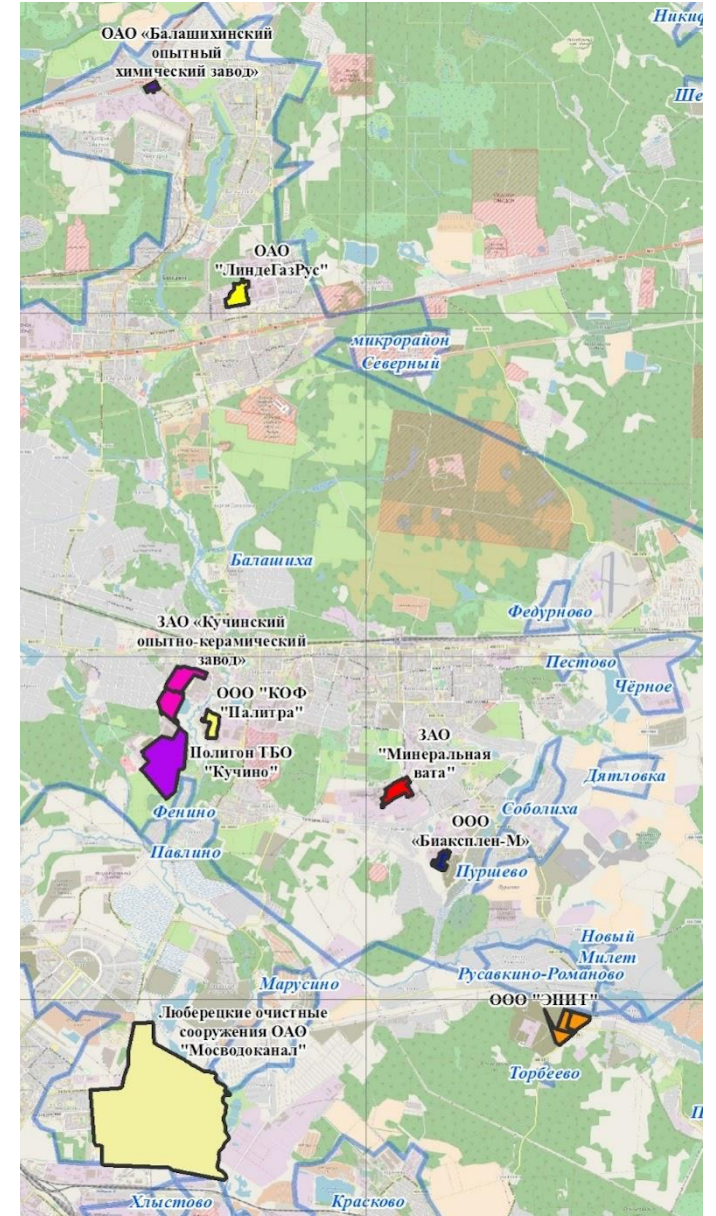 Никиф
ОАО «Балашихинский
опытный
химический завод»
Ше
ОАО
"ЛиндеГазРус"
микрорайон
Северный
Балашиха
Федурново
ЗАО «Кучинский
опытно-керамический
завод»
Пестово
Чёрное
ООО "КОФ
"Палитра"
ЗАО
"Минеральная
вата"
Полигон ТБО
"Кучино"
Дятловка
Соболиха
Фенино
ООО
«Биаксплен-М»
Павлино
Пуршево
Новый
Милет
Русавкино-Романово
Марусино
ООО "ЭПИТ"
Люберецкие очистные
сооружения ОАО
"Мосводоканал"
Торбеево
П
Хлыстово
Красково